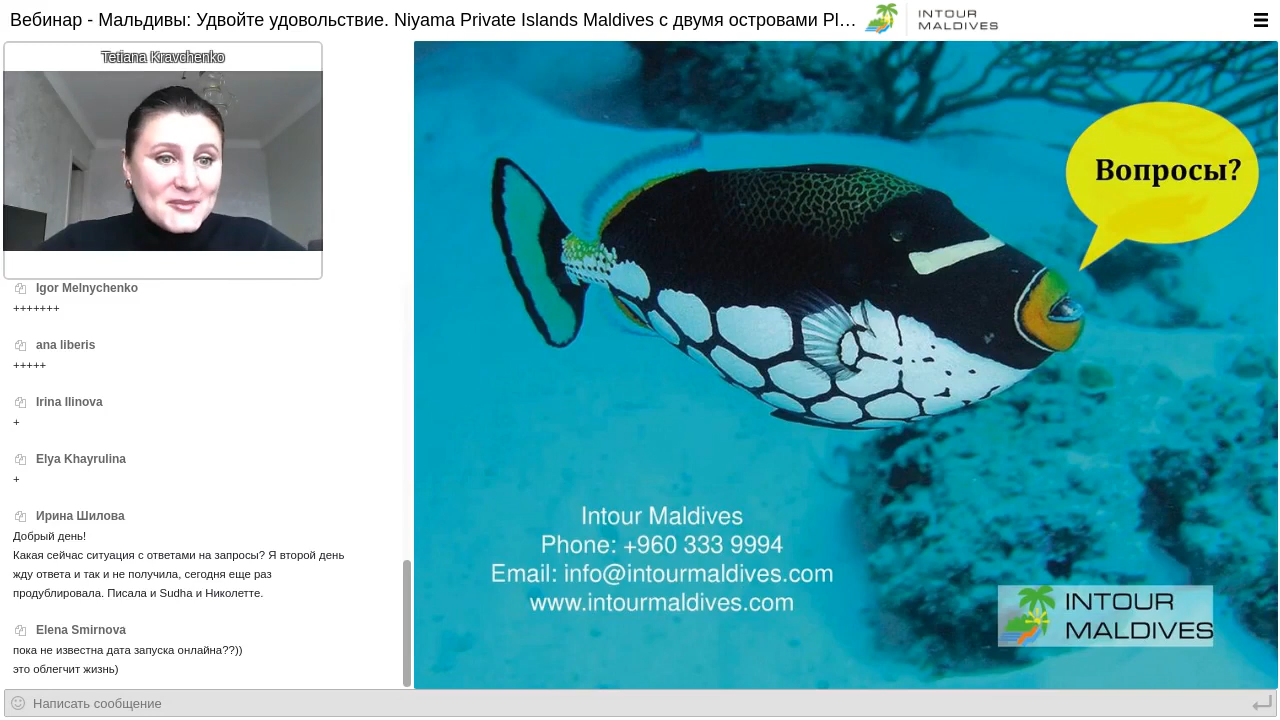 Вебинар - Мальдивы: Удвойте удовольствие. Niyama Private Islands Maldives с двумя островами Pl…
INTOUR
MALDIVES
Tetiana Kravchenko
Igor Melnychenko
+++++++
ana liberis
+++++
Irina Ilinova
+
Elya Khayrulina
+
Ирина Шилова
Добрый день!
Какая сейчас ситуация с ответами на запросы? Я второй день
жду ответа и так и не получила, сегодня еще раз
продублировала. Писала и Sudha и Николетте.
Elena Smirnova
пока не известна дата запуска онлайна??))
это облегчит жизнь)
Написать сообщение
Вопросы?
Intour Maldives
Phone: +960 333 9994
Email: info@intourmaldives.com
www.intourmaldives.com
INTOUR
MALDIVES